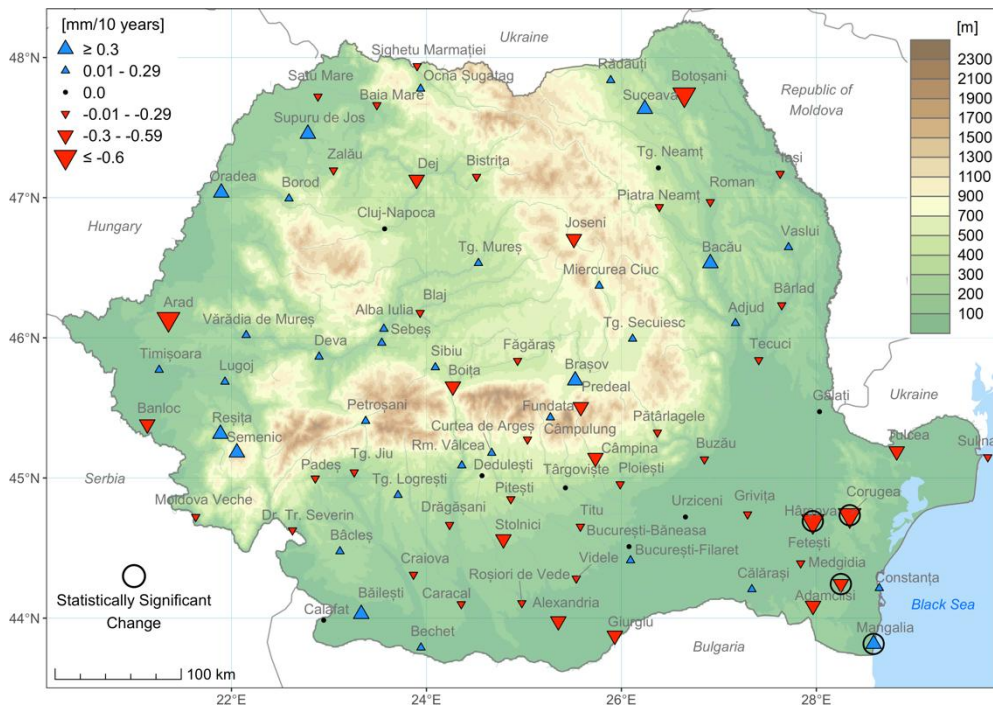 [mm/10 years]
≥ 0.3
0.01 - 0.29
0.0
-0.01 - -0.29
-0.3 - -0.59
≤ -0.6
[m]
2300
2100
1900
1700
1500
1300
1100
900
700
500
400
300
200
100
48°N
47°N
46°N
45°N
44°N
22°E
24°E
26°E
28°E
Ukraine
Republic of
Moldova
Hungary
Serbia
Bulgaria
Ukraine
Black Sea
Sighetu Marmației
Ocna Șugatag
Satu Mare
Baia Mare
Supuru de Jos
Rădăuți
Suceava
Botoșani
Zalău
Dej
Bistrița
Tg. Neamț
Iasi
Oradea
Borod
Cluj-Napoca
Piatra Neamț
Roman
Joseni
Tg. Mureș
Bacău
Vaslui
Miercurea Ciuc
Arad
Vărădia de Mureș
Alba Iulia
Blaj
Sebeș
Tg. Secuiesc
Adjud
Bârlad
Timișoara
Lugoj
Deva
Sibiu
Făgăraș
Brașov
Tecuci
Boița
Predeal
Banloc
Reșița
Semenic
Petroșani
Fundata
Curtea de Argeș
Câmpulung
Pătârlagele
Galați
Tulcea
Sulina
Padeș
Tg. Jiu
Rm. Vâlcea
Dedulești
Câmpina
Târgoviște
Ploiești
Buzău
Moldova Veche
Tg. Logrești
Pitești
Dr. Tr. Severin
Drăgășani
Stolnici
Titu
Urziceni
Grivița
Hârșova
Corugea
Bâcleș
București-Băneasa
București-Filaret
Fetești
Medgidia
Craiova
Videle
Roșiori de Vede
Călărași
Constanța
Calafat
Băilești
Caracal
Alexandria
Adamclisi
Bechet
Giurgiu
Mangalia
Statistically Significant
Change
100 km